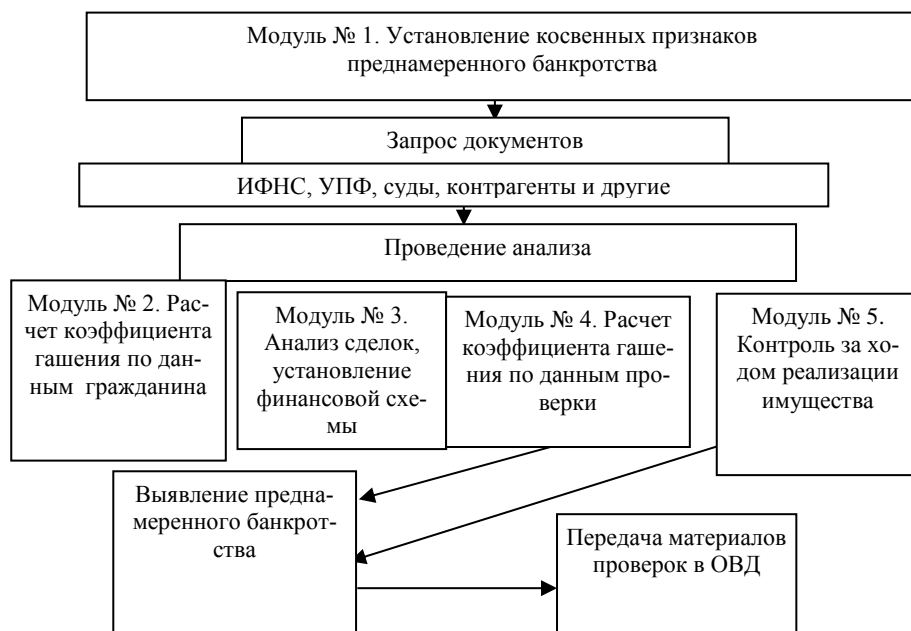 Модуль № 1. Установление косвенных признаков
преднамеренного банкротства
Запрос документов
ИФНС, УПФ, суды, контрагенты и другие
Проведение анализа
Модуль № 2. Рас-
чет коэффициента
гашения по дан-
ным гражданина
Модуль № 3.
Анализ сделок,
установление
финансовой схе-
мы
Модуль № 4. Расчет
коэффициента гаше-
ния по данным про-
верки
Модуль № 5.
Контроль за хо-
дом реализации
имущества
Выявление предна-
меренного банкрот-
ства
Передача материалов
проверок в ОВД